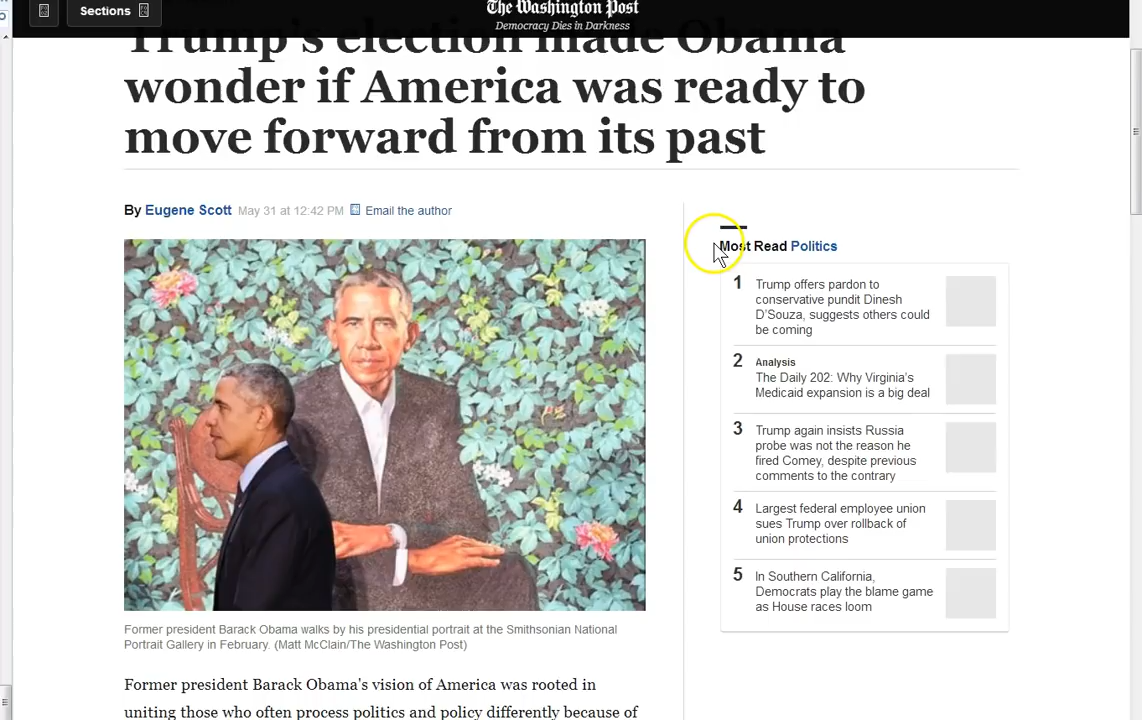 Sections
The Washington Post
Democracy Dies in Darkness
Trump's election made Obama
wonder if America was ready to
move forward from its past
By Eugene Scott May 31 at 12:42 PM Email the author
Former president Barack Obama walks by his presidential portrait at the Smithsonian National
Portrait Gallery in February. (Matt McClain/The Washington Post)
Former president Barack Obama's vision of America was rooted in
uniting those who often process politics and policy differently because of
Most Read Politics
1 Trump offers pardon to
conservative pundit Dinesh
D'Souza, suggests others could
be coming
2 Analysis
The Daily 202: Why Virginia's
Medicaid expansion is a big deal
3 Trump again insists Russia
probe was not the reason he
fired Comey, despite previous
comments to the contrary
4 Largest federal employee union
sues Trump over rollback of
union protections
5 In Southern California,
Democrats play the blame game
as House races loom